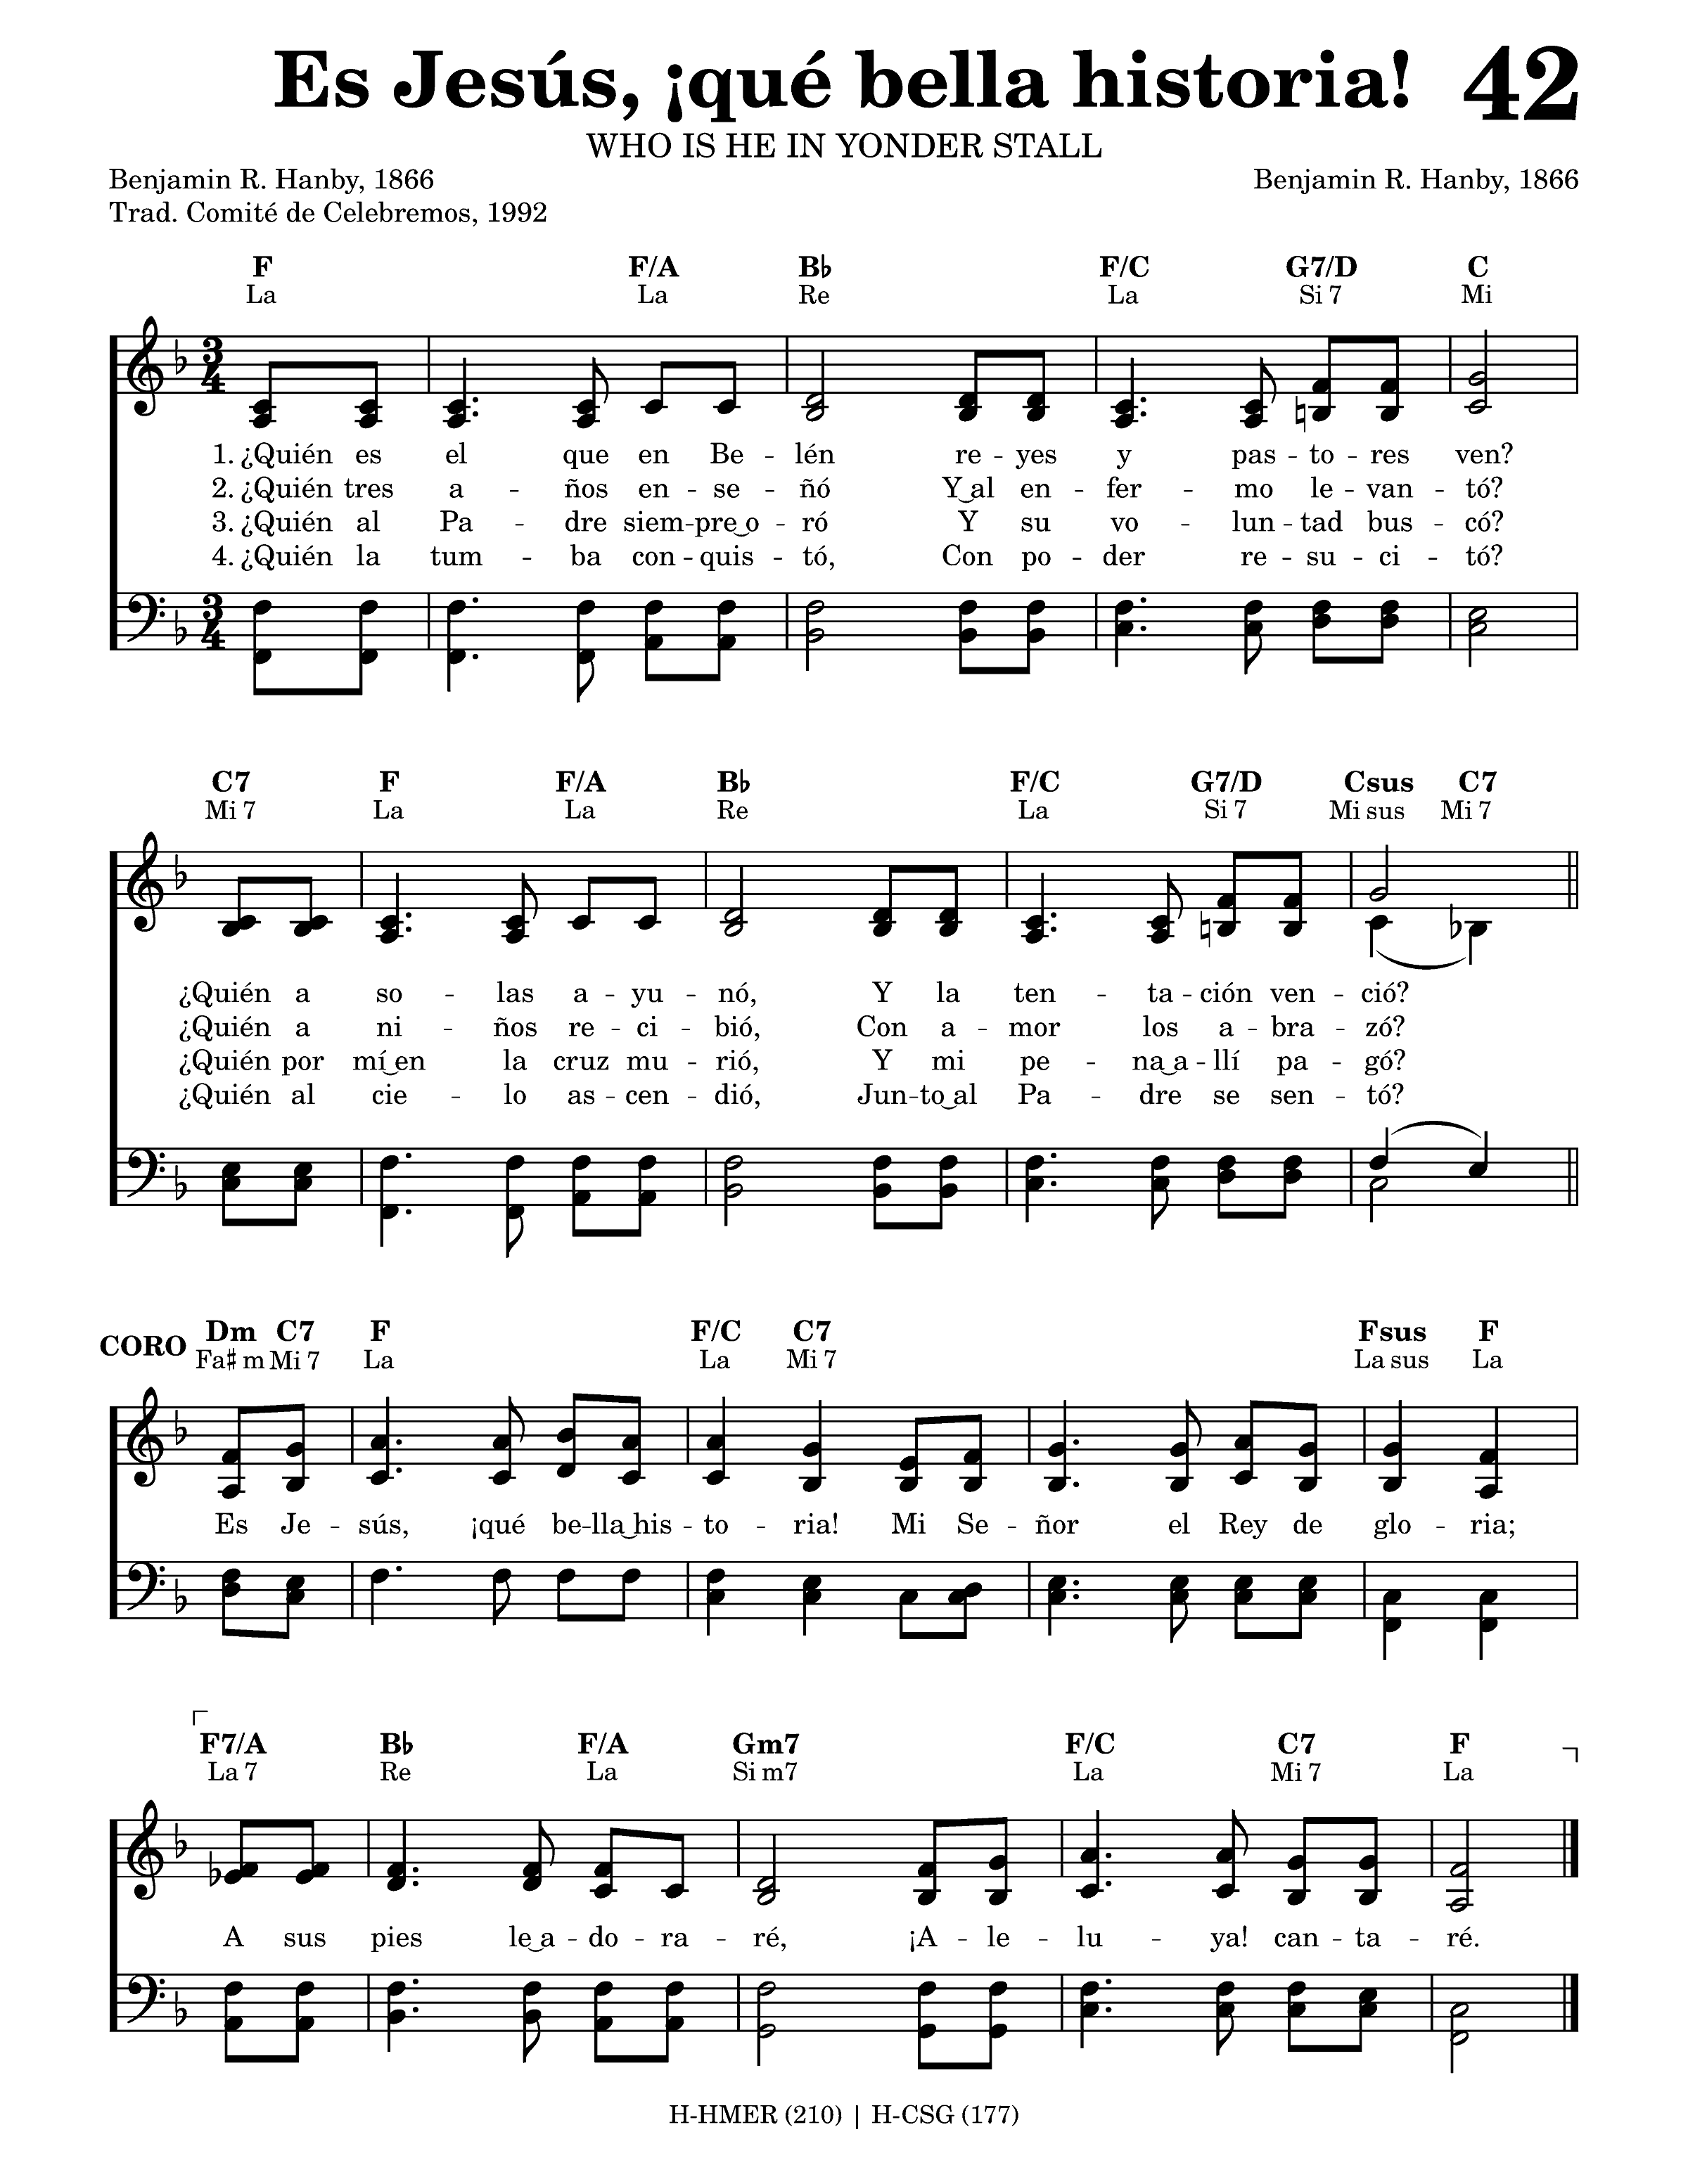 Es Jesús, ¡qué bella historia! 42
WHO IS HE IN YONDER STALL
Benjamin R. Hanby, 1866 Benjamin R. Hanby, 1866
Trad. Comité de Celebremos, 1992
F F/A B♭ F/C G7/D C
La La Re La Si 7 Mi
3 4
1. ¿Quién es el que en Be -- lén re -- yes y pas -- to -- res ven?
2. ¿Quién tres a -- ños en -- se -- ñó Y‿al en -- fer -- mo le -- van -- tó?
3. ¿Quién al Pa -- dre siem -- pre‿o -- ró Y su vo -- lun -- tad bus -- có?
4. ¿Quién la tum -- ba con -- quis -- tó, Con po -- der re -- su -- ci -- tó?
3 4
C7 F F/A B♭ F/C G7/D Csus C7
Mi 7 La La Re La Si 7 Mi sus Mi 7
¿Quién a so -- las a -- yu -- nó, Y la ten -- ta -- ción ven -- ció?
¿Quién a ni -- ños re -- ci -- bió, Con a -- mor los a -- bra -- zó?
¿Quién por mí‿en la cruz mu -- rió, Y mi pe -- na‿a -- llí pa -- gó?
¿Quién al cie -- lo as -- cen -- dió, Jun -- to‿al Pa -- dre se sen -- tó?
CORO Dm C7 F F/C C7 Fsus F
Fa♯ m Mi 7 La La Mi 7 La sus La
Es Je -- sús, ¡qué be -- lla‿his -- to -- ria! Mi Se -- ñor el Rey de glo -- ria;
F7/A B♭ F/A Gm7 F/C C7 F
La 7 Re La Si m7 La Mi 7 La
A sus pies le‿a -- do -- ra -- ré, ¡A -- le -- lu -- ya! can -- ta -- ré.
H-HMER (210) | H-CSG (177)